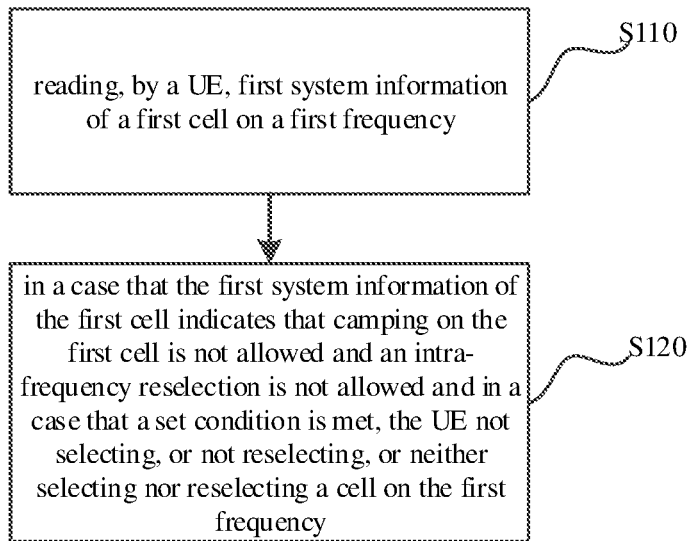 S110
reading, by a UE, first system information
of a first cell on a first frequency
in a case that the first system information of
the first cell indicates that camping on the
first cell is not allowed and an intra-
frequency reselection is not allowed and in a
case that a set condition is met, the UE not
selecting, or not reselecting, or neither
selecting nor reselecting a cell on the first
frequency
S120